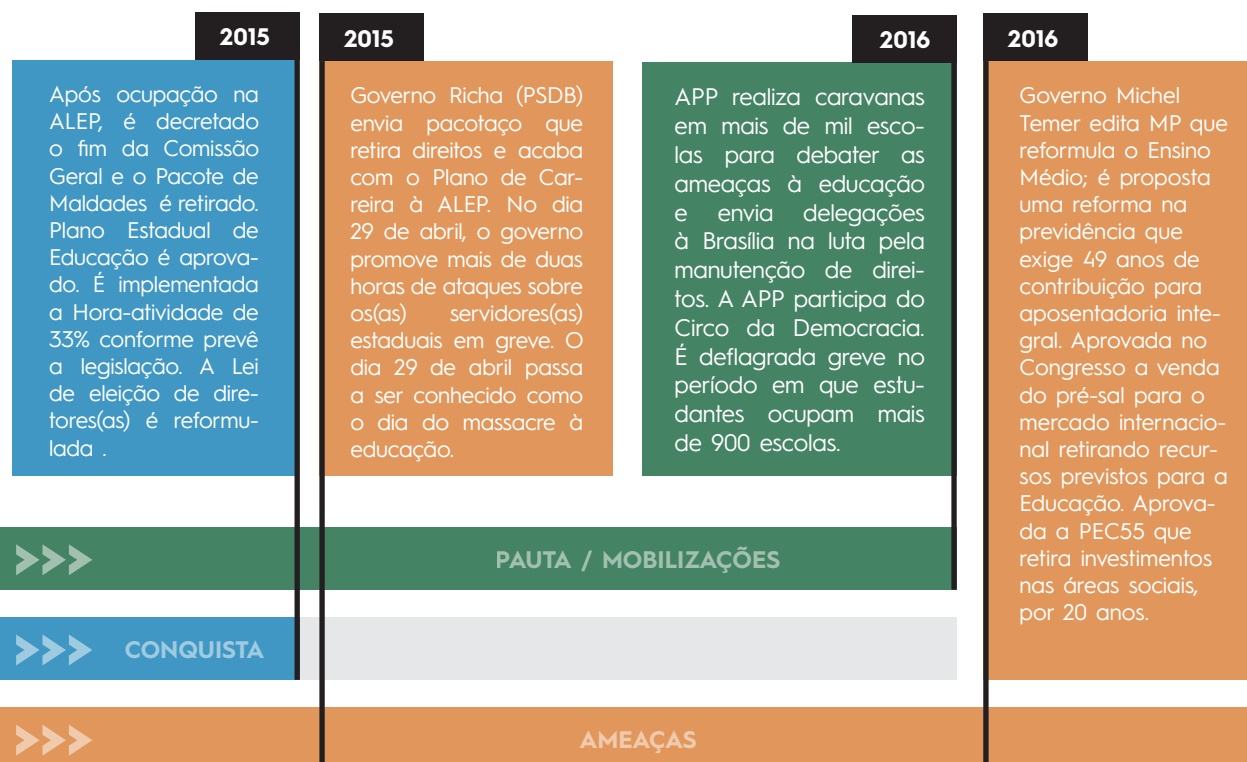 2015
Após ocupação na
ALEP, é decretado
o fim da Comissão
Geral e o Pacote de
Maldades é retirado.
Plano Estadual de
Educação é aprova-
do. É implementada
a Hora-atividade de
33% conforme prevê
a legislação. A Lei
de eleição de dire-
tores(as) é reformu-
lada .
2015
Governo Richa (PSDB)
envia pacotaço que
retira direitos e acaba
com o Plano de Car-
reira à ALEP. No dia
29 de abril, o governo
promove mais de duas
horas de ataques sobre
os(as) servidores(as)
estaduais em greve. O
dia 29 de abril passa
a ser conhecido como
o dia do massacre à
educação.
2016
APP realiza caravanas
em mais de mil esco-
las para debater as
ameaças à educação
e envia delegações
à Brasília na luta pela
manutenção de direi-
tos. A APP participa do
Circo da Democracia.
É deflagrada greve no
período em que estu-
dantes ocupam mais
de 900 escolas.
2016
Governo Michel
Temer edita MP que
reformula o Ensino
Médio; é proposta
uma reforma na
previdência que
exige 49 anos de
contribuição para
aposentadoria inte-
gral. Aprovada no
Congresso a venda
do pré-sal para o
mercado internacio-
nal retirando recur-
sos previstos para a
Educação. Aprova-
da a PEC55 que
retira investimentos
nas áreas sociais,
por 20 anos.
>>> PAUTA / MOBILIZAÇÕES
>>> CONQUISTA
>>> AMEAÇAS